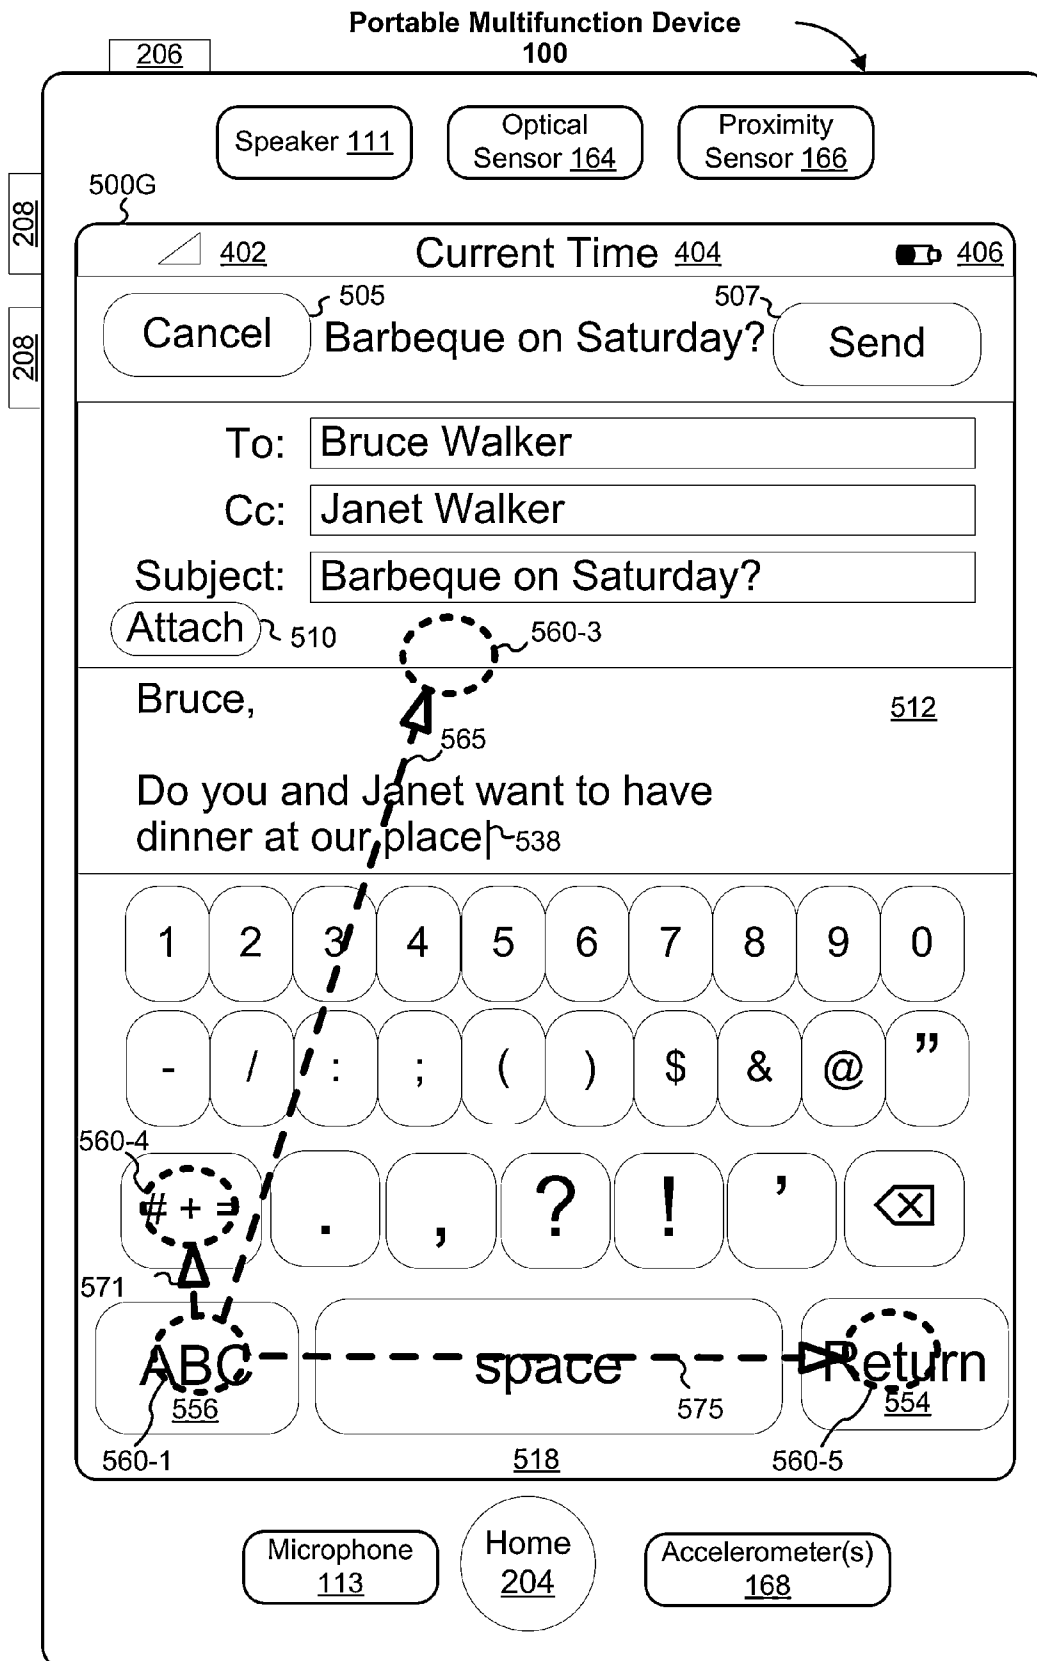 Portable Multifunction Device
100
206
Speaker 111
Optical
Sensor 164
Proximity
Sensor 166
500G
208
208
402
Current Time 404
406
Cancel
505
Barbeque on Saturday?
507
Send
To:
Bruce Walker
Cc:
Janet Walker
Subject:
Barbeque on Saturday?
Attach
510
560-3
Bruce,
512
565
Do you and Janet want to have
dinner at our place
538
1 2 3 4 5 6 7 8 9 0
- / : ; ( ) $ & @ ”
560-4
# + = . , ? ! ’
571
ABC
556
space
575
Return
554
560-1
518
560-5
Microphone
113
Home
204
Accelerometer(s)
168